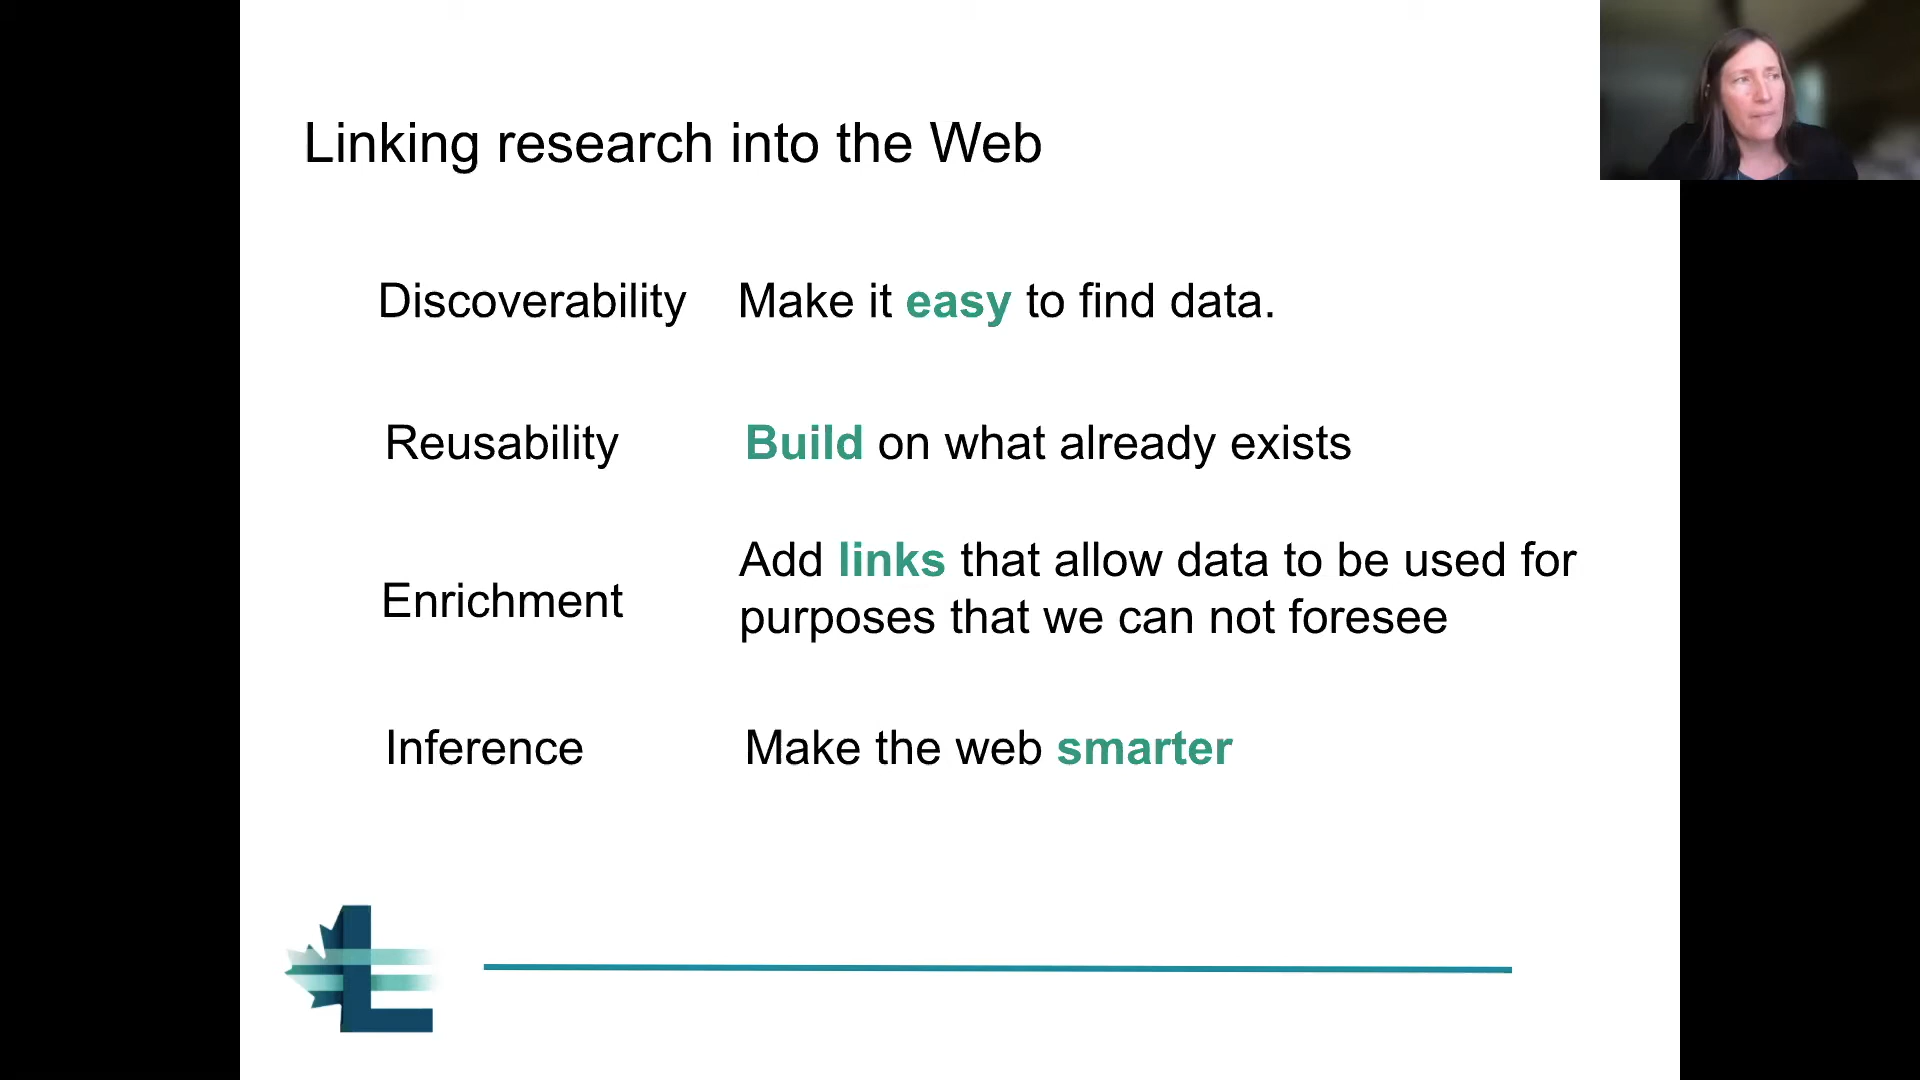 Linking research into the Web
Discoverability Make it easy to find data.
Reusability Build on what already exists
Enrichment Add links that allow data to be used for
purposes that we can not foresee
Inference Make the web smarter